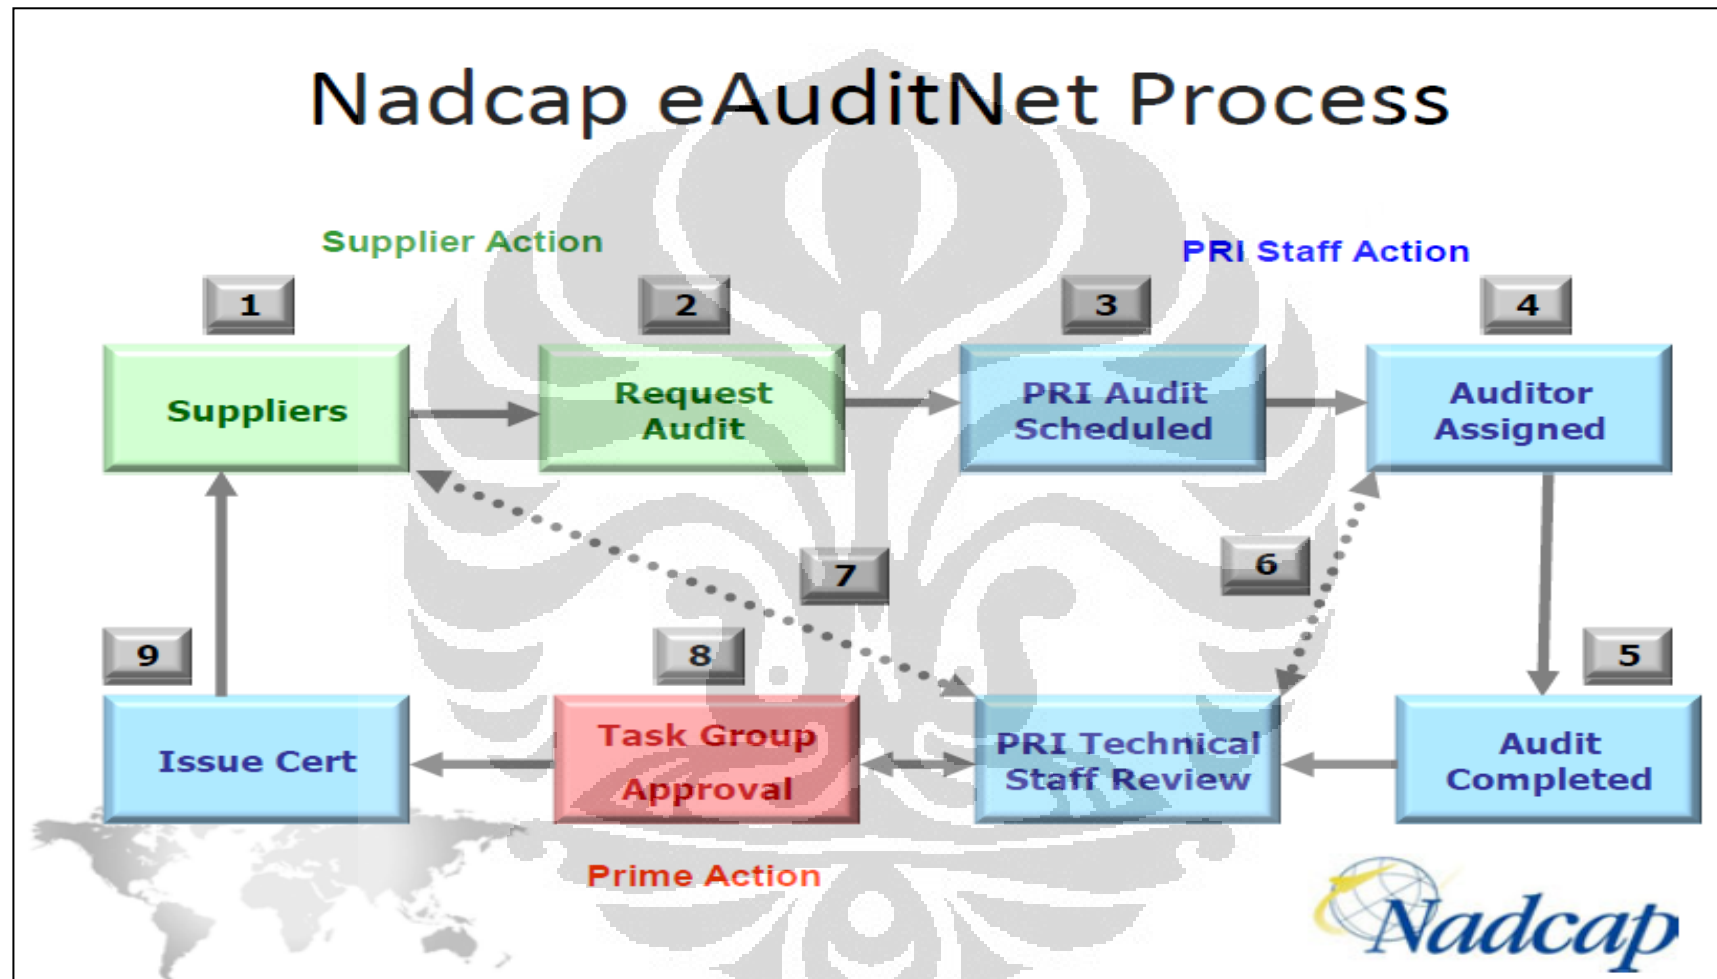 Nadcap eAuditNet Process
Supplier Action
PRI Staff Action
1
2
3
4
Suppliers
Request
Audit
PRI Audit
Scheduled
Auditor
Assigned
7
6
9
8
5
Issue Cert
Task Group
Approval
PRI Technical
Staff Review
Audit
Completed
Prime Action
Nadcap